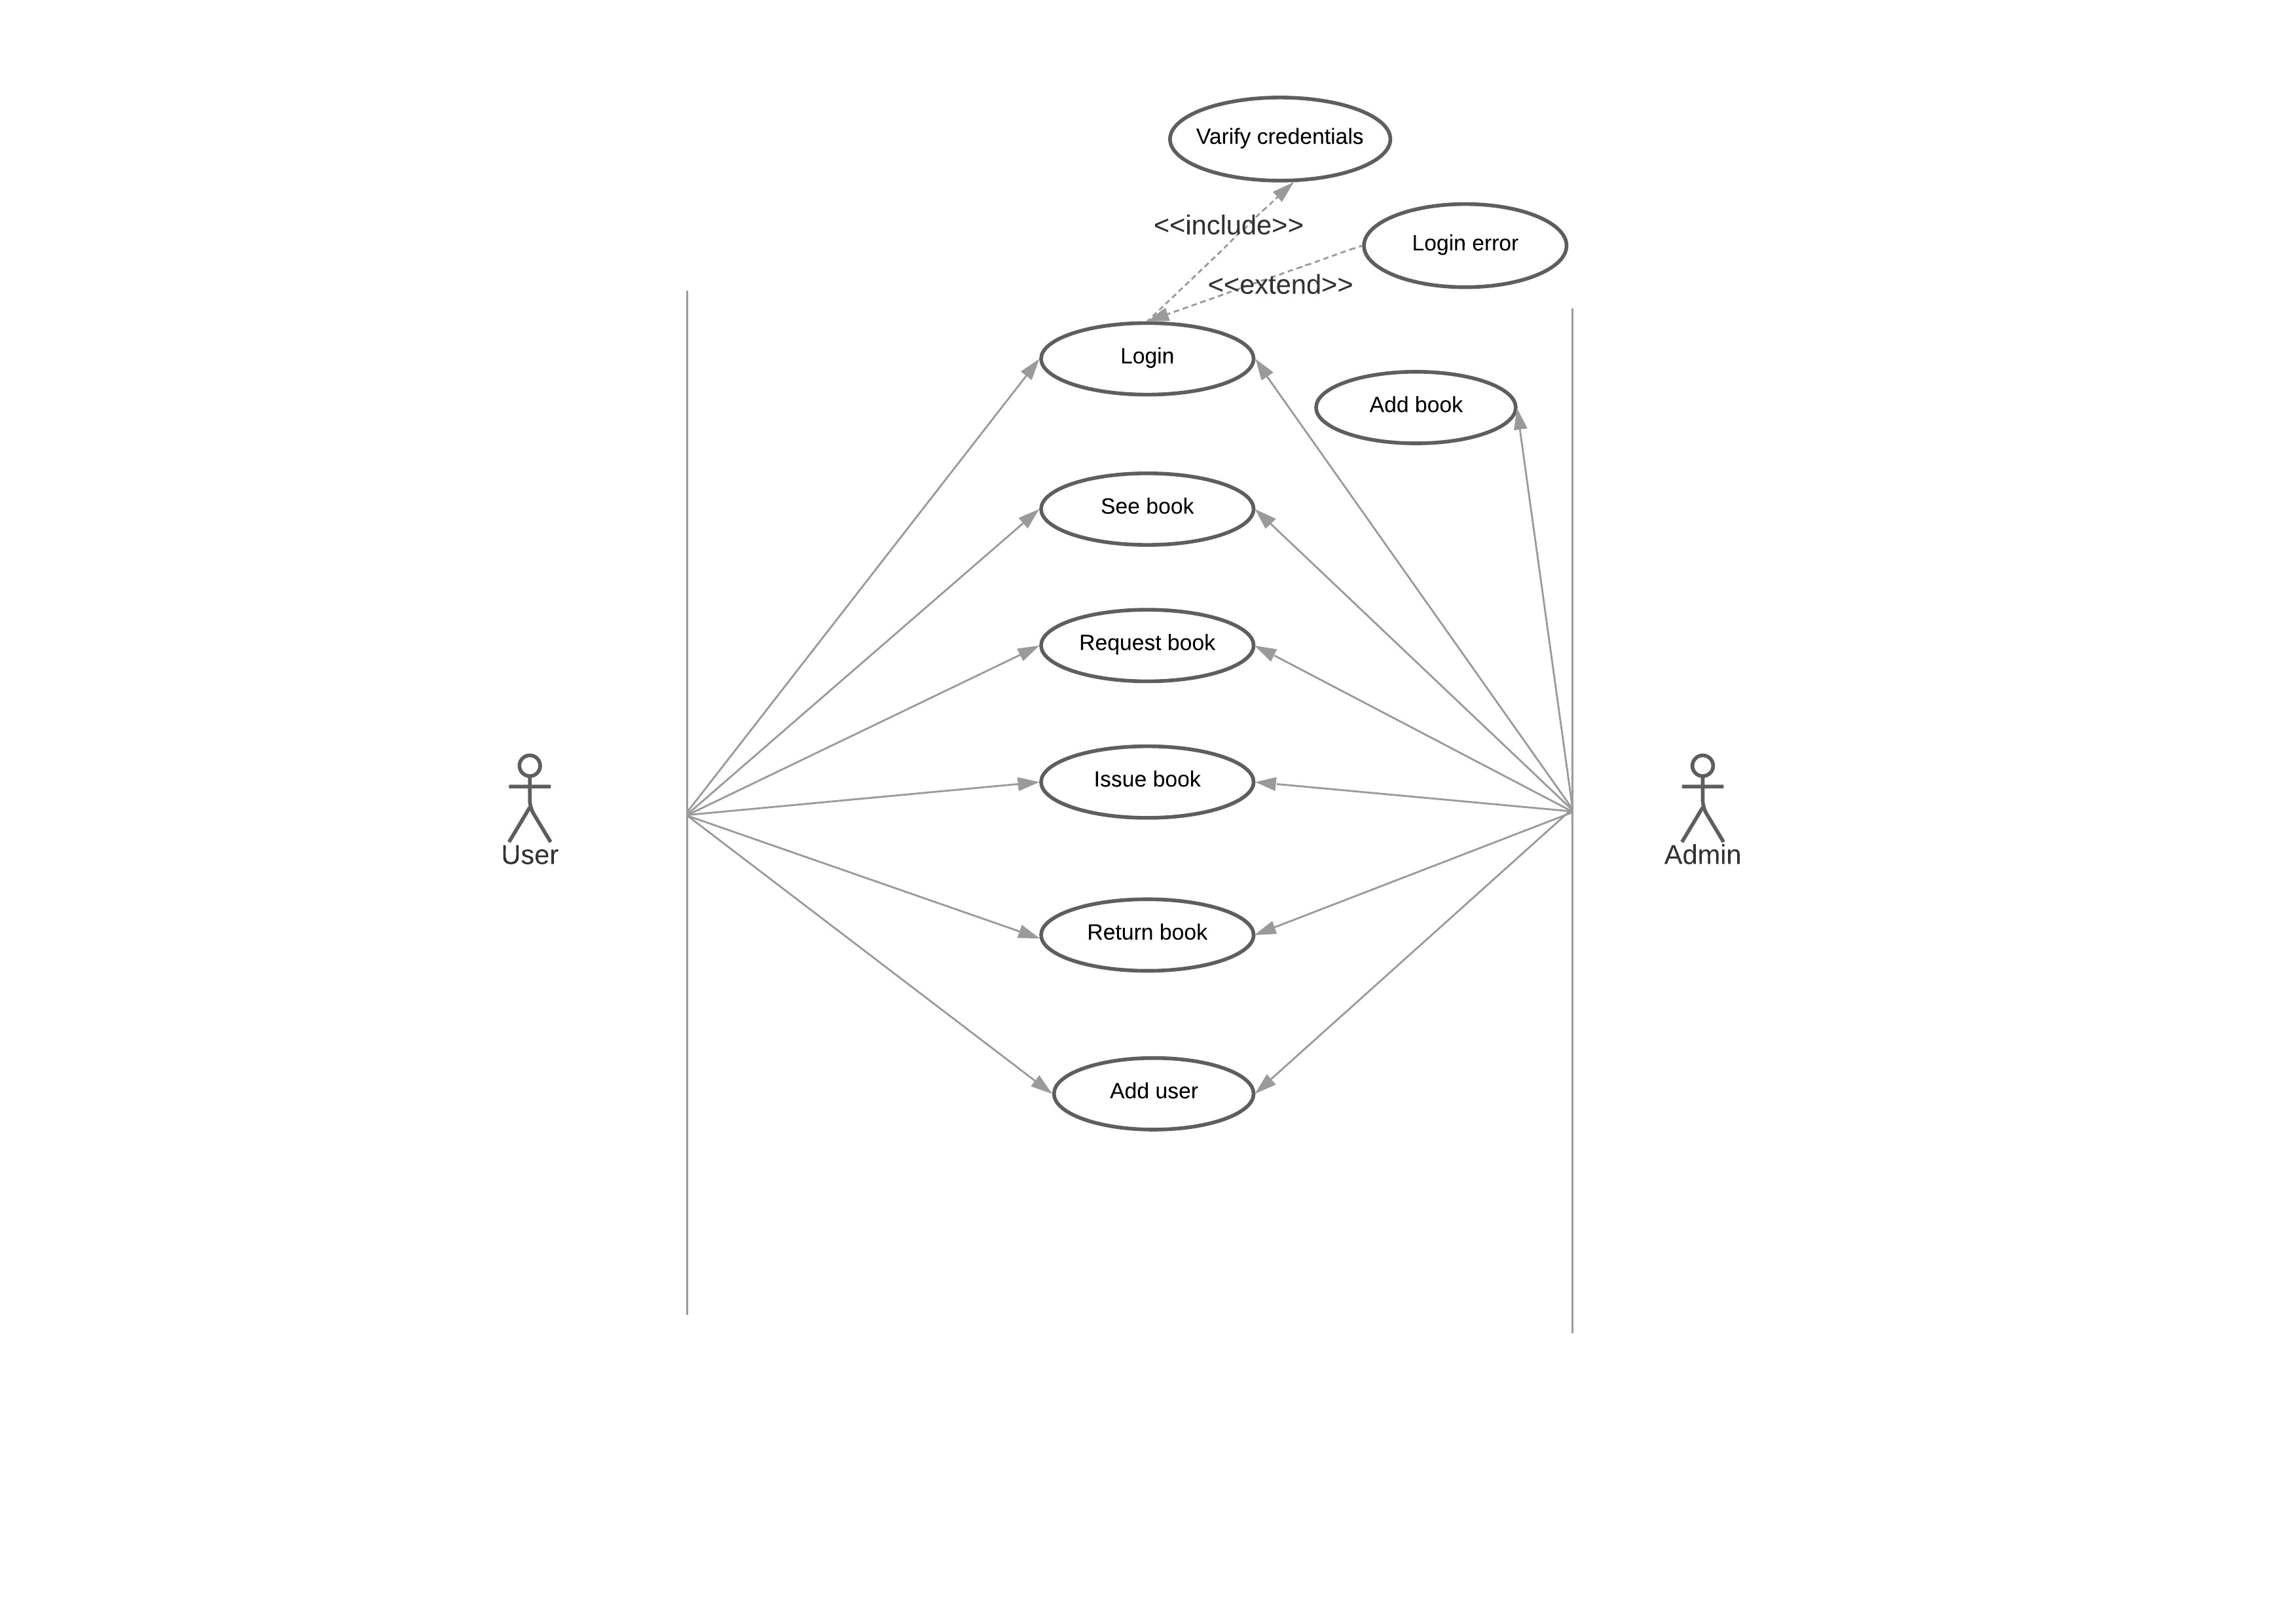 Varify credentials
<<include>>
Login error
<<extend>>
Login
Add book
See book
Request book
Issue book
User
Admin
Return book
Add user